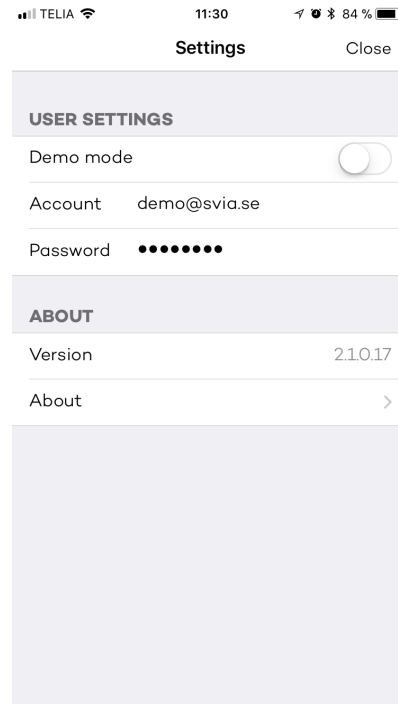 TELIA 11:30 84 %
Settings Close
USER SETTINGS
Demo mode
Account demo@svia.se
Password ••••••••
ABOUT
Version 2.1.0.17
About